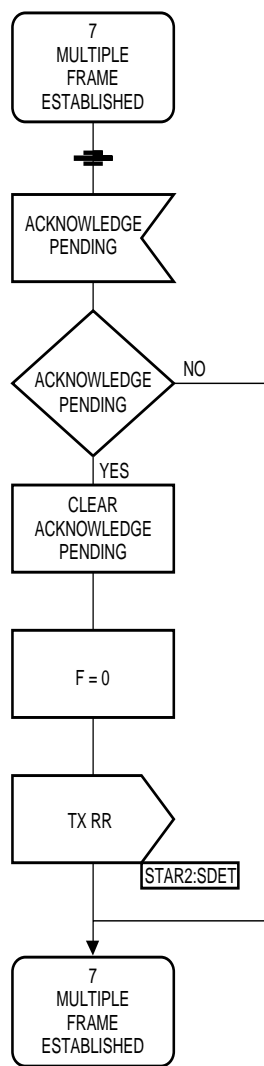 7
MULTIPLE
FRAME
ESTABLISHED
ACKNOWLEDGE
PENDING
ACKNOWLEDGE
PENDING
NO
YES
CLEAR
ACKNOWLEDGE
PENDING
F = 0
TX RR
STAR2:SDET
7
MULTIPLE
FRAME
ESTABLISHED